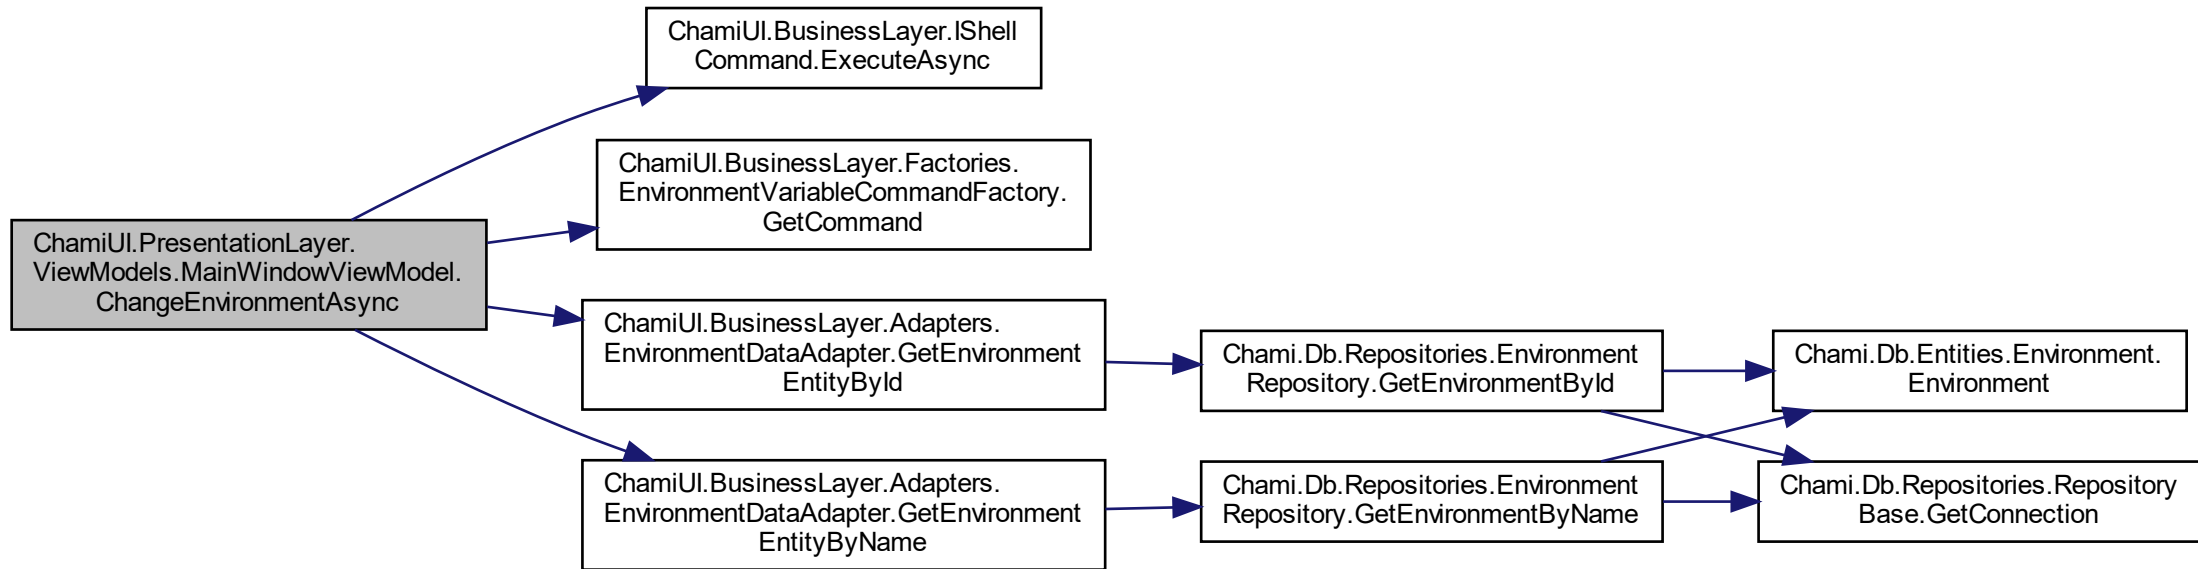 ChamiUI.BusinessLayer.IShell
Command.ExecuteAsync
ChamiUI.BusinessLayer.Factories.
EnvironmentVariableCommandFactory.
GetCommand
ChamiUI.PresentationLayer.
ViewModels.MainWindowViewModel.
ChangeEnvironmentAsync
ChamiUI.BusinessLayer.Adapters.
EnvironmentDataAdapter.GetEnvironment
EntityById
Chami.Db.Repositories.Environment
Repository.GetEnvironmentById
Chami.Db.Entities.Environment.
Environment
ChamiUI.BusinessLayer.Adapters.
EnvironmentDataAdapter.GetEnvironment
EntityByName
Chami.Db.Repositories.Environment
Repository.GetEnvironmentByName
Chami.Db.Repositories.Repository
Base.GetConnection